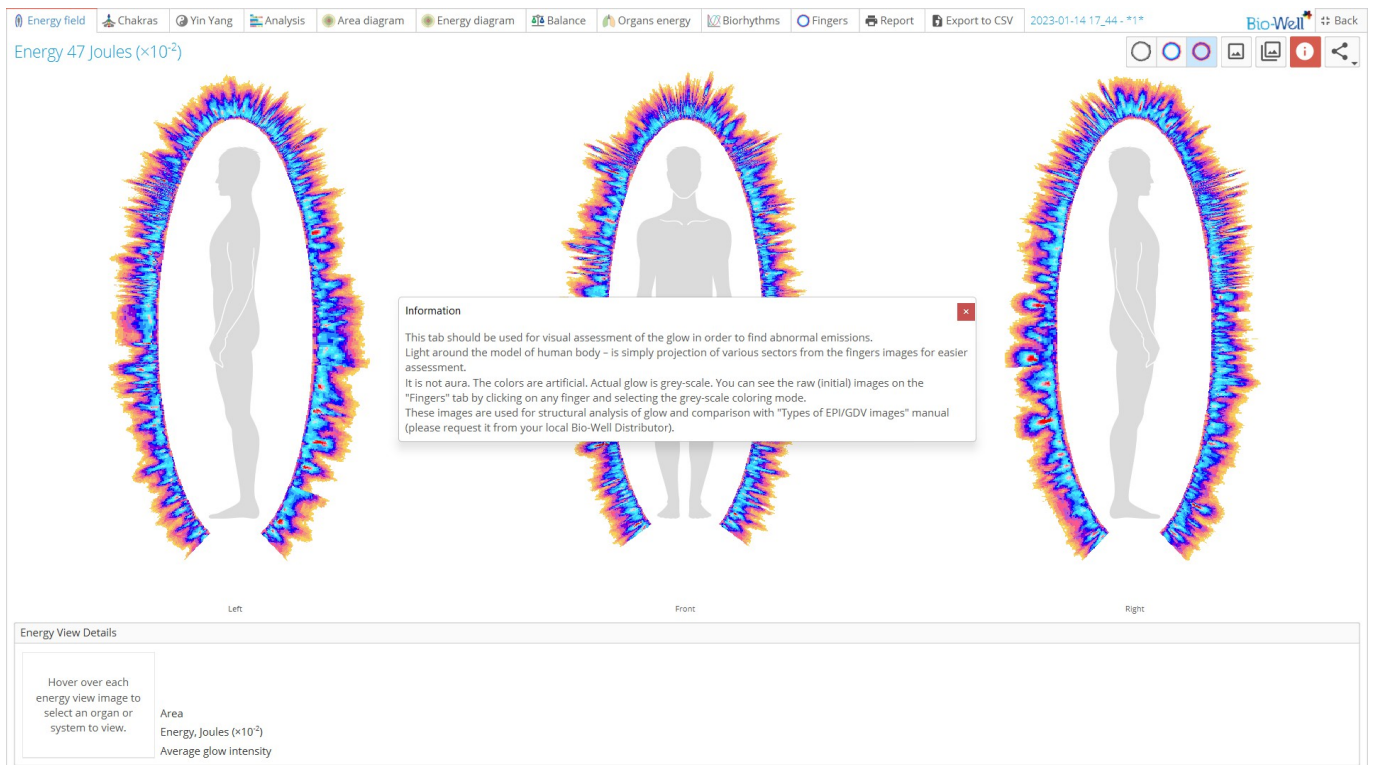 Energy field Chakras Yin Yang Analysis Area diagram Energy diagram Balance Organs energy Biorhythms Fingers Report Export to CSV 2023-01-14 17_44 - *1* Bio-Well Back
Energy 47 Joules (×10⁻²)
Information
This tab should be used for visual assessment of the glow in order to find abnormal emissions.
Light around the model of human body – is simply projection of various sectors from the fingers images for easier
assessment.
It is not aura. The colors are artificial. Actual glow is grey-scale. You can see the raw (initial) images on the
"Fingers" tab by clicking on any finger and selecting the grey-scale coloring mode.
These images are used for structural analysis of glow and comparison with "Types of EPI/GDV images" manual
(please request it from your local Bio-Well Distributor).
Left Front Right
Energy View Details
Hover over each
energy view image to
select an organ or
system to view.
Area
Energy, Joules (×10⁻²)
Average glow intensity